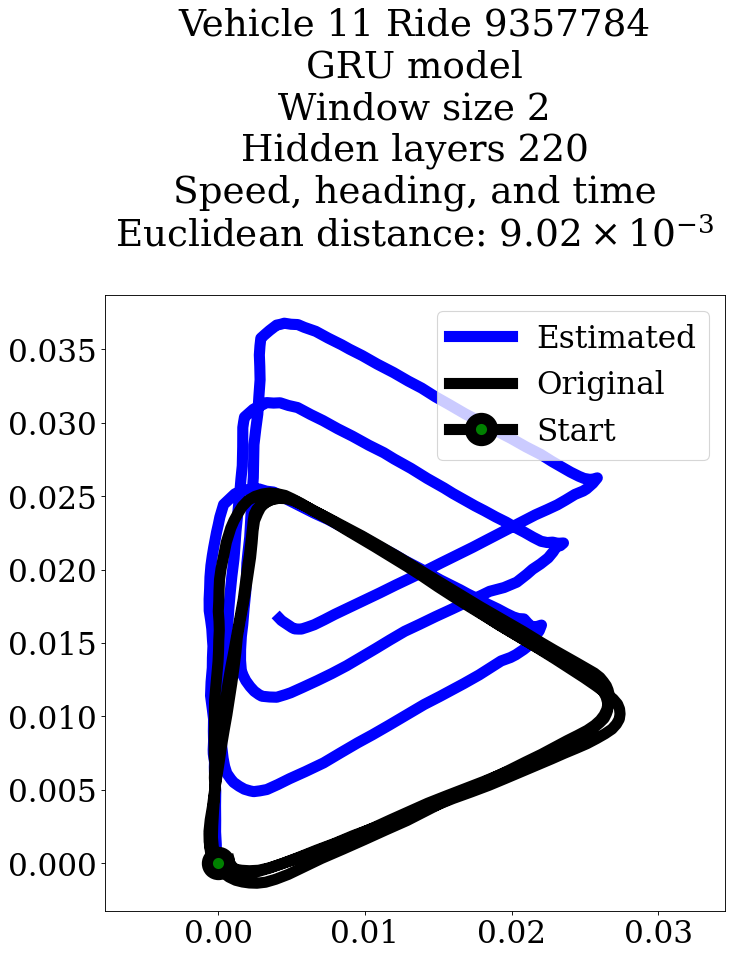 Vehicle 11 Ride 9357784
GRU model
Window size 2
Hidden layers 220
Speed, heading, and time
Euclidean distance: 9.02 × 10⁻³
Estimated
Original
Start
0.035
0.030
0.025
0.020
0.015
0.010
0.005
0.000
0.00 0.01 0.02 0.03